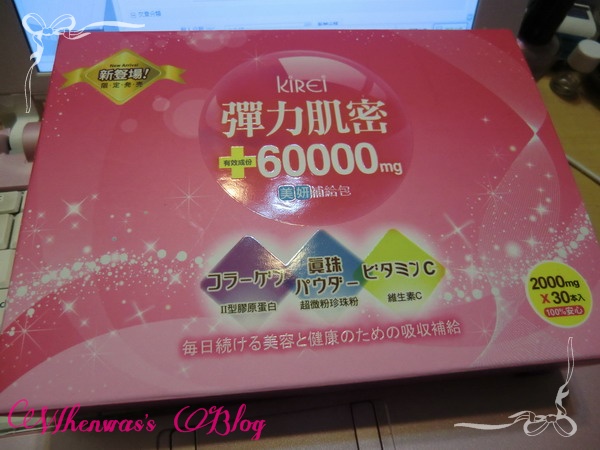 New Arrival
新登場!
限・定・発・売
KiREi
彈力肌密
有效成份
+60000mg
美妍補給包
コラーゲン
II型膠原蛋白
真珠
パウダー
超微粉珍珠粉
ビタミンC
維生素C
2000mg
X30本入
100%安心
毎日続ける美容と健康のための吸収補給
Whenwas's Blog